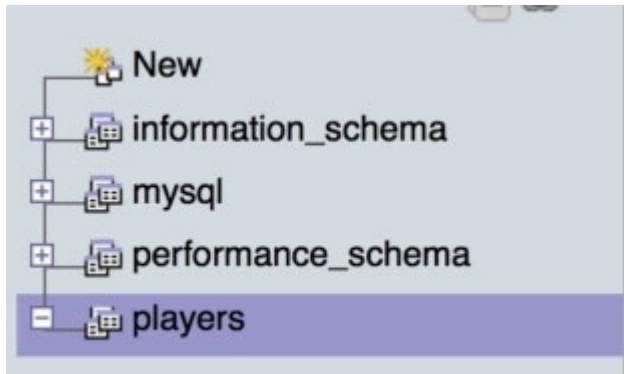 New
information_schema
mysql
performance_schema
players